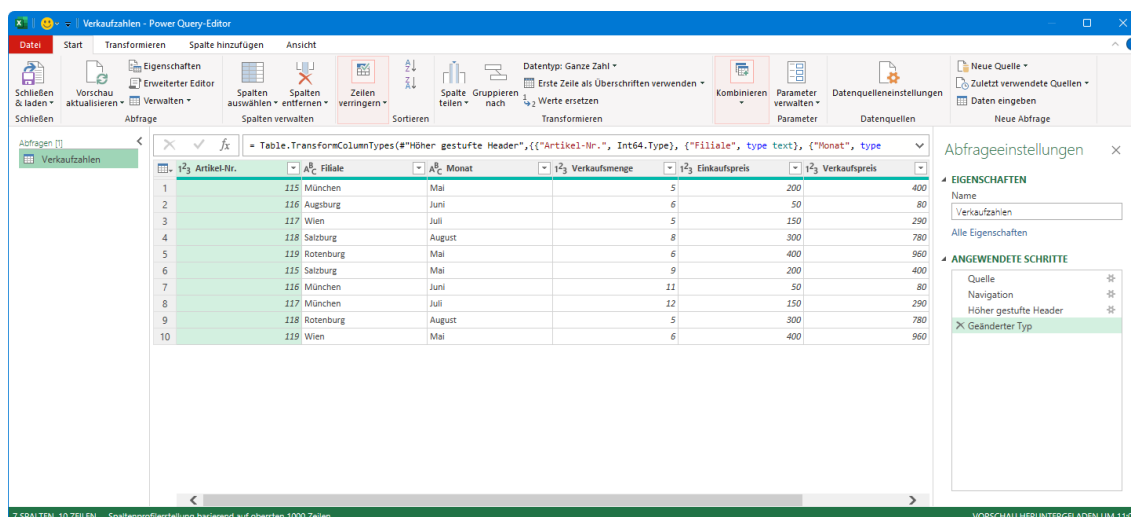 Verkaufzahlen - Power Query-Editor
Datei Start Transformieren Spalte hinzufügen Ansicht
Schließen & laden
Schließen
Vorschau aktualisieren
Eigenschaften
Erweiterter Editor
Verwalten
Abfrage
Spalten auswählen
Spalten entfernen
Spalten verwalten
Zeilen verringern
Sortieren
Spalte teilen
Gruppieren nach
Datentyp: Ganze Zahl
Erste Zeile als Überschriften verwenden
Werte ersetzen
Transformieren
Kombinieren
Parameter verwalten
Parameter
Datenquelleneinstellungen
Datenquellen
Neue Quelle
Zuletzt verwendete Quellen
Daten eingeben
Neue Abfrage
Abfragen [1]
Verkaufzahlen
= Table.TransformColumnTypes(#"Höher gestufte Header",{{"Artikel-Nr.", Int64.Type}, {"Filiale", type text}, {"Monat", type
Artikel-Nr. Filiale Monat Verkaufsmenge Einkaufspreis Verkaufspreis
1 115 München Mai 5 200 400
2 116 Augsburg Juni 6 50 80
3 117 Wien Juli 5 150 290
4 118 Salzburg August 8 300 780
5 119 Rotenburg Mai 6 400 960
6 115 Salzburg Mai 9 200 400
7 116 München Juni 11 50 80
8 117 München Juli 12 150 290
9 118 Rotenburg August 5 300 780
10 119 Wien Mai 6 400 960
Abfrageeinstellungen
EIGENSCHAFTEN
Name
Verkaufzahlen
Alle Eigenschaften
ANGEWENDETE SCHRITTE
Quelle
Navigation
Höher gestufte Header
Geänderter Typ
7 SPALTEN, 10 ZEILEN Spaltenprofilerstellung basierend auf obersten 1000 Zeilen
VORSCHAU HERUNTERGELADEN UM